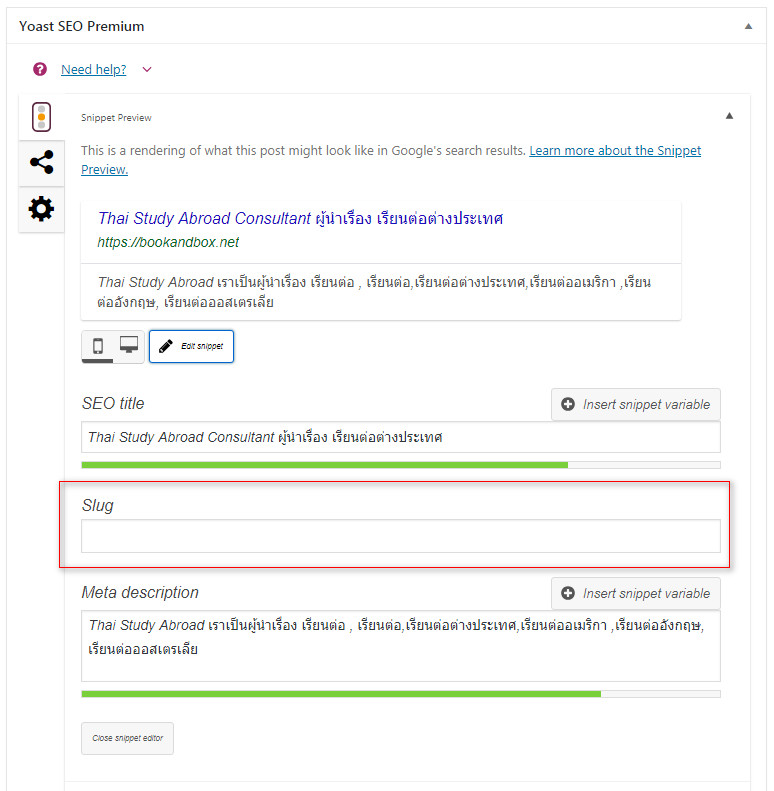 Yoast SEO Premium
Need help?
Snippet Preview
This is a rendering of what this post might look like in Google's search results. Learn more about the Snippet
Preview.
Thai Study Abroad Consultant ผู้นำเรื่อง เรียนต่อต่างประเทศ
https://bookandbox.net
Thai Study Abroad เราเป็นผู้นำเรื่อง เรียนต่อ , เรียนต่อ,เรียนต่อต่างประเทศ,เรียนต่ออเมริกา ,เรียน
ต่ออังกฤษ, เรียนต่อออสเตรเลีย
Edit snippet
SEO title
Insert snippet variable
Thai Study Abroad Consultant ผู้นำเรื่อง เรียนต่อต่างประเทศ
Slug
Meta description
Insert snippet variable
Thai Study Abroad เราเป็นผู้นำเรื่อง เรียนต่อ , เรียนต่อ,เรียนต่อต่างประเทศ,เรียนต่ออเมริกา ,เรียนต่ออังกฤษ,
เรียนต่อออสเตรเลีย
Close snippet editor